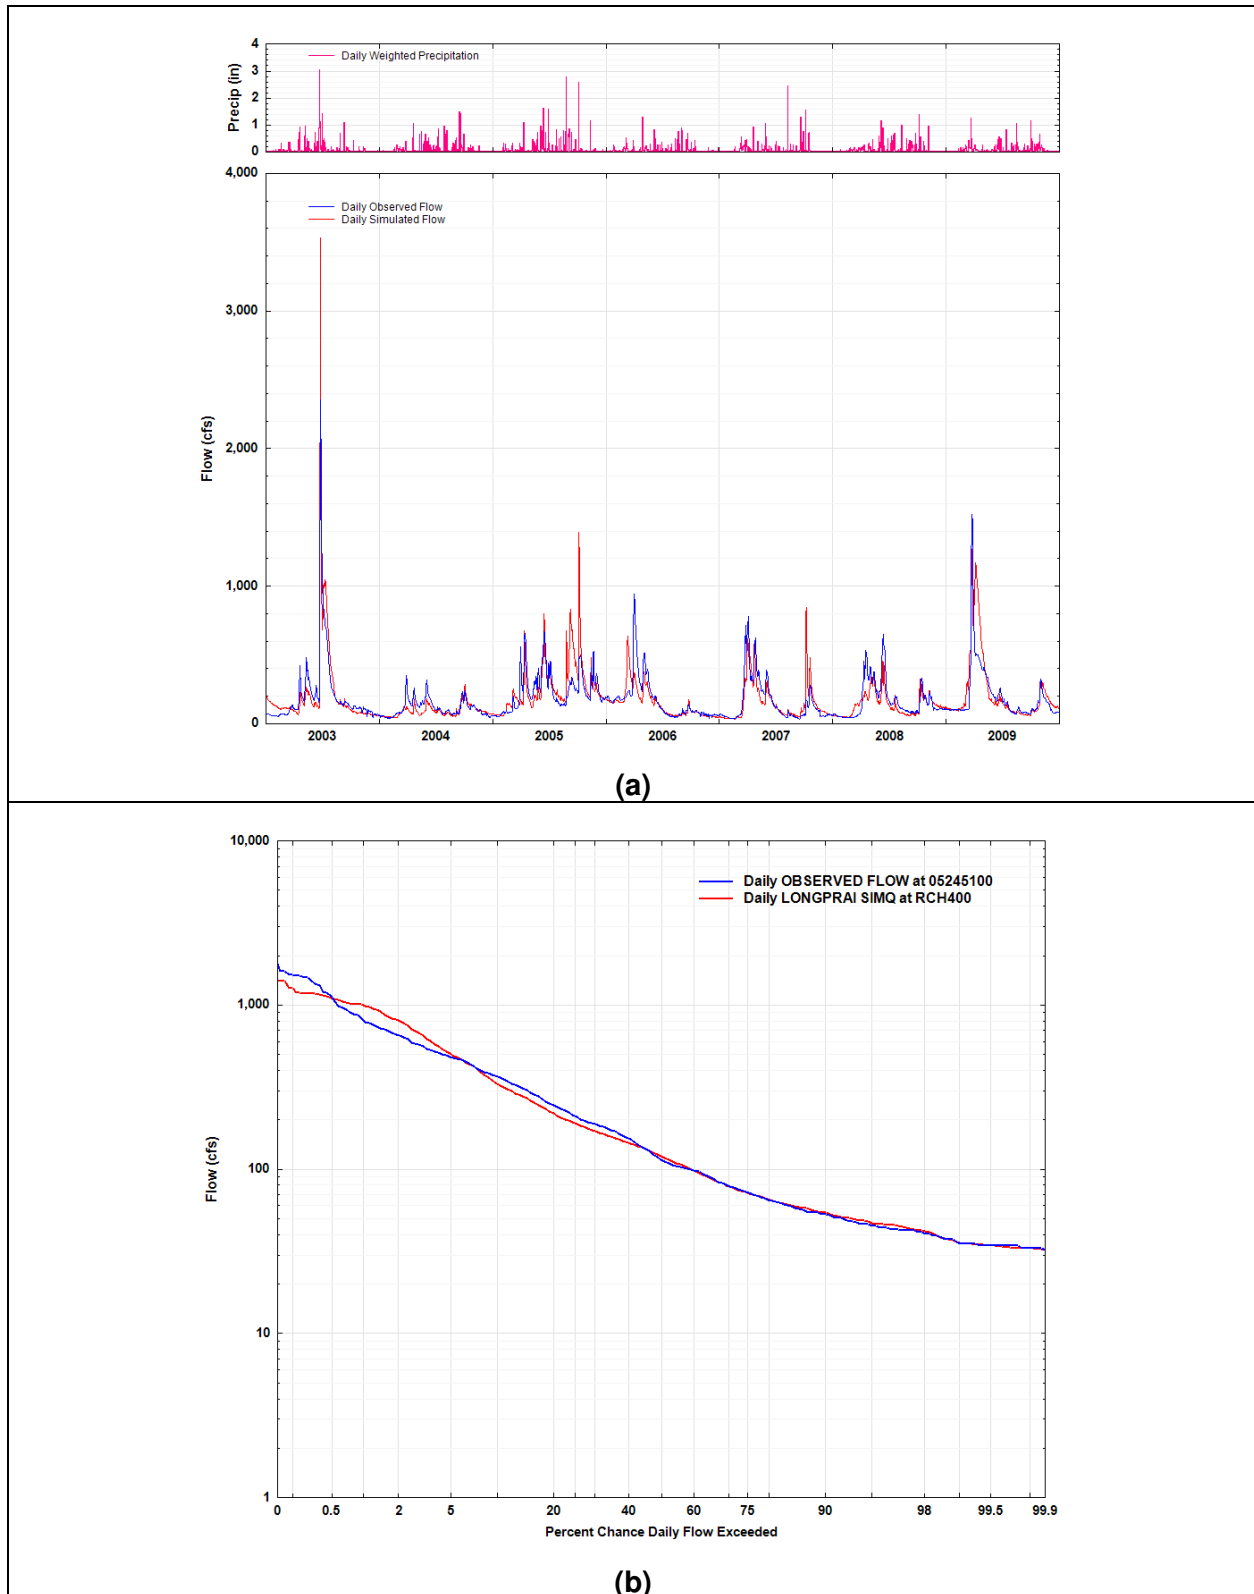 4
Daily Weighted Precipitation
3
2
1
0
Precip (in)
4,000
Daily Observed Flow
Daily Simulated Flow
3,000
2,000
1,000
0
Flow (cfs)
2003 2004 2005 2006 2007 2008 2009
(a)
10,000
Daily OBSERVED FLOW at 05245100
Daily LONGPRAI SIMQ at RCH400
1,000
100
10
1
Flow (cfs)
0 0.5 2 5 20 40 60 75 90 98 99.5 99.9
Percent Chance Daily Flow Exceeded
(b)